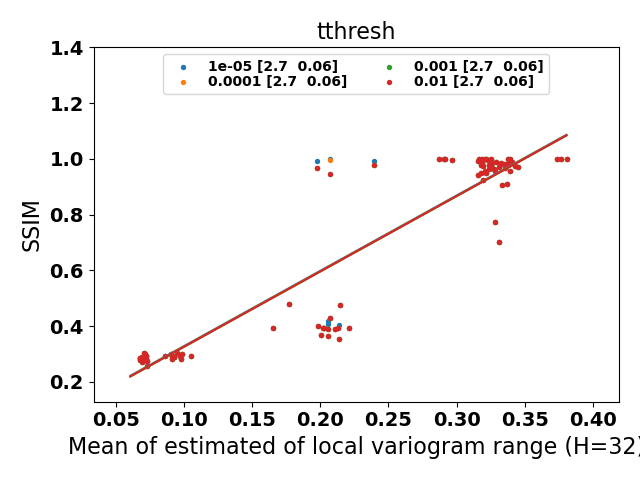 tthresh
1e-05 [2.7  0.06]
0.0001 [2.7  0.06]
0.001 [2.7  0.06]
0.01 [2.7  0.06]
SSIM
1.4
1.2
1.0
0.8
0.6
0.4
0.2
0.05 0.10 0.15 0.20 0.25 0.30 0.35 0.40
Mean of estimated of local variogram range (H=32)